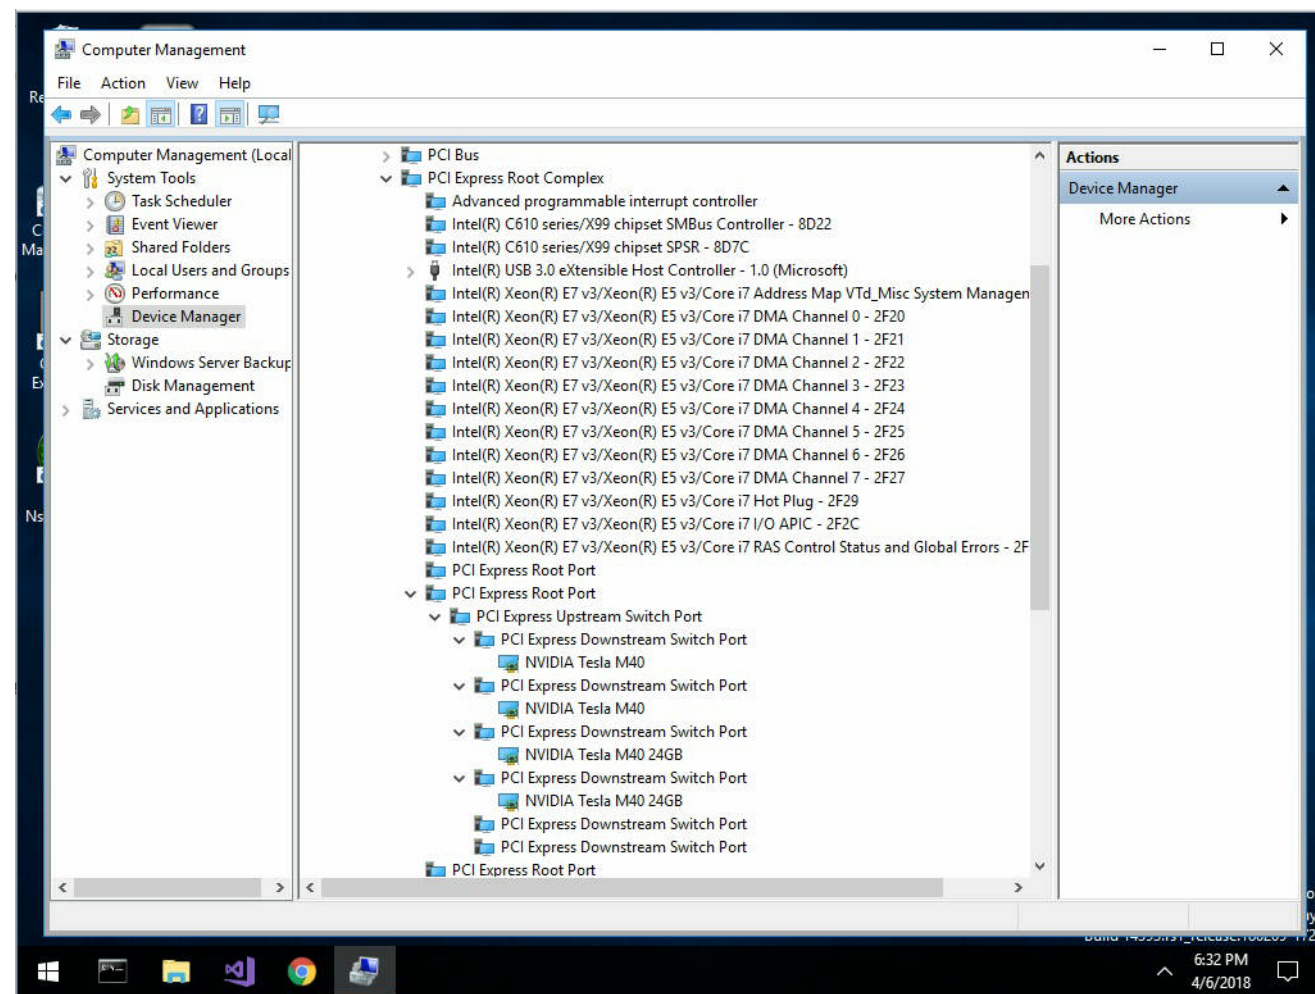 Computer Management
File Action View Help
Re
Computer Management (Local
System Tools
Task Scheduler
Event Viewer
Shared Folders
Local Users and Groups
Performance
Device Manager
Storage
Windows Server Backup
Disk Management
Services and Applications
C
Ma
Ns
PCI Bus
PCI Express Root Complex
Advanced programmable interrupt controller
Intel(R) C610 series/X99 chipset SMBus Controller - 8D22
Intel(R) C610 series/X99 chipset SPSR - 8D7C
Intel(R) USB 3.0 eXtensible Host Controller - 1.0 (Microsoft)
Intel(R) Xeon(R) E7 v3/Xeon(R) E5 v3/Core i7 Address Map VTd_Misc System Managen
Intel(R) Xeon(R) E7 v3/Xeon(R) E5 v3/Core i7 DMA Channel 0 - 2F20
Intel(R) Xeon(R) E7 v3/Xeon(R) E5 v3/Core i7 DMA Channel 1 - 2F21
Intel(R) Xeon(R) E7 v3/Xeon(R) E5 v3/Core i7 DMA Channel 2 - 2F22
Intel(R) Xeon(R) E7 v3/Xeon(R) E5 v3/Core i7 DMA Channel 3 - 2F23
Intel(R) Xeon(R) E7 v3/Xeon(R) E5 v3/Core i7 DMA Channel 4 - 2F24
Intel(R) Xeon(R) E7 v3/Xeon(R) E5 v3/Core i7 DMA Channel 5 - 2F25
Intel(R) Xeon(R) E7 v3/Xeon(R) E5 v3/Core i7 DMA Channel 6 - 2F26
Intel(R) Xeon(R) E7 v3/Xeon(R) E5 v3/Core i7 DMA Channel 7 - 2F27
Intel(R) Xeon(R) E7 v3/Xeon(R) E5 v3/Core i7 Hot Plug - 2F29
Intel(R) Xeon(R) E7 v3/Xeon(R) E5 v3/Core i7 I/O APIC - 2F2C
Intel(R) Xeon(R) E7 v3/Xeon(R) E5 v3/Core i7 RAS Control Status and Global Errors - 2F
PCI Express Root Port
PCI Express Root Port
PCI Express Upstream Switch Port
PCI Express Downstream Switch Port
NVIDIA Tesla M40
PCI Express Downstream Switch Port
NVIDIA Tesla M40
PCI Express Downstream Switch Port
NVIDIA Tesla M40 24GB
PCI Express Downstream Switch Port
NVIDIA Tesla M40 24GB
PCI Express Downstream Switch Port
PCI Express Downstream Switch Port
PCI Express Root Port
Actions
Device Manager
More Actions
6:32 PM
4/6/2018